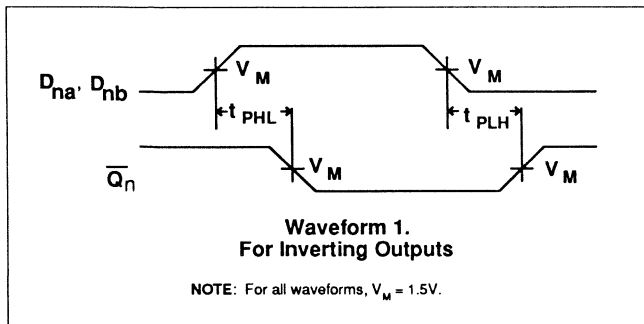 Dna, Dnb
VM
VM
tPHL
tPLH
Q̅n
VM
VM
Waveform 1.
For Inverting Outputs
NOTE: For all waveforms, VM = 1.5V.